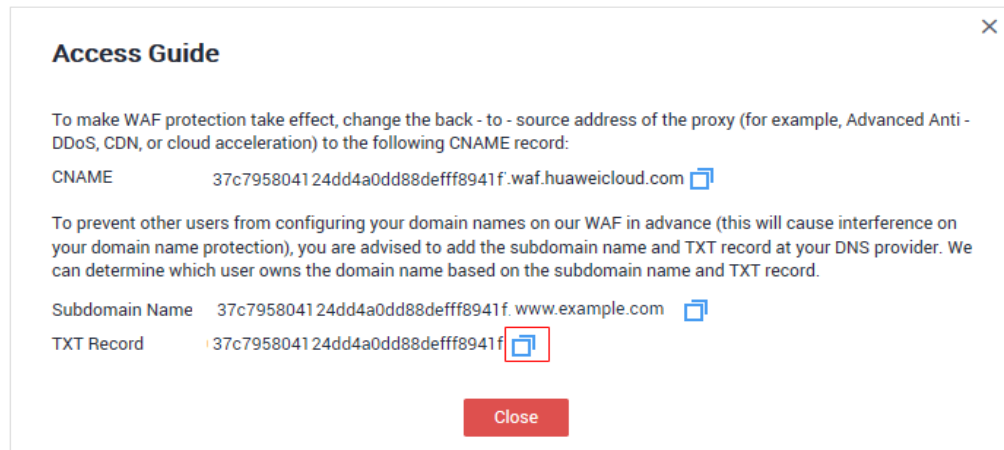 Access Guide
To make WAF protection take effect, change the back - to - source address of the proxy (for example, Advanced Anti -
DDoS, CDN, or cloud acceleration) to the following CNAME record:
CNAME 37c795804124dd4a0dd88defff8941f.waf.huaweicloud.com
To prevent other users from configuring your domain names on our WAF in advance (this will cause interference on
your domain name protection), you are advised to add the subdomain name and TXT record at your DNS provider. We
can determine which user owns the domain name based on the subdomain name and TXT record.
Subdomain Name 37c795804124dd4a0dd88defff8941f. www.example.com
TXT Record 37c795804124dd4a0dd88defff8941f
Close